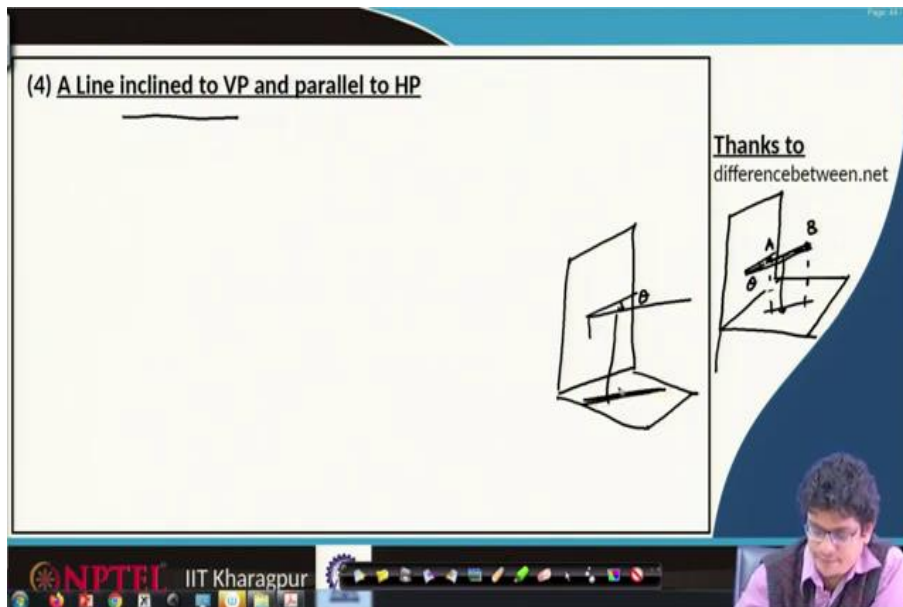 (4) A Line inclined to VP and parallel to HP
Thanks to
differencebetween.net
A
B
θ
θ
NPTEL
IIT Kharagpur